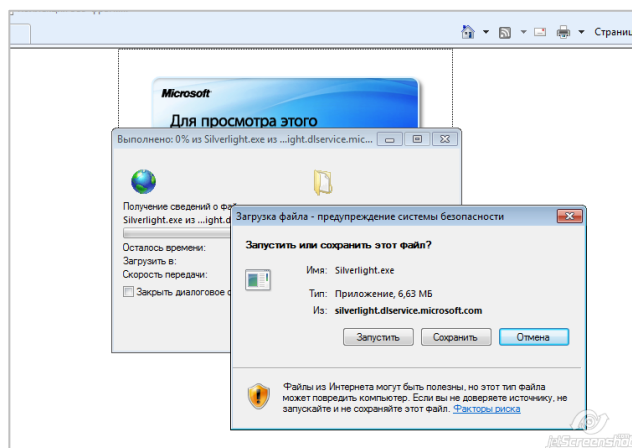 Страниц
Microsoft
Для просмотра этого
Выполнено: 0% из Silverlight.exe из ...ight.dlservice.mic...
Получение сведений о фай
Silverlight.exe из ...ight.d
Осталось времени:
Загрузить в:
Скорость передачи:
Закрыть диалоговое о
Загрузка файла - предупреждение системы безопасности
Запустить или сохранить этот файл?
Имя: Silverlight.exe
Тип: Приложение, 6,63 МБ
Из: silverlight.dlservice.microsoft.com
Запустить Сохранить Отмена
Файлы из Интернета могут быть полезны, но этот тип файла
может повредить компьютер. Если вы не доверяете источнику, не
запускайте и не сохраняйте этот файл. Факторы риска
jetScreenshot